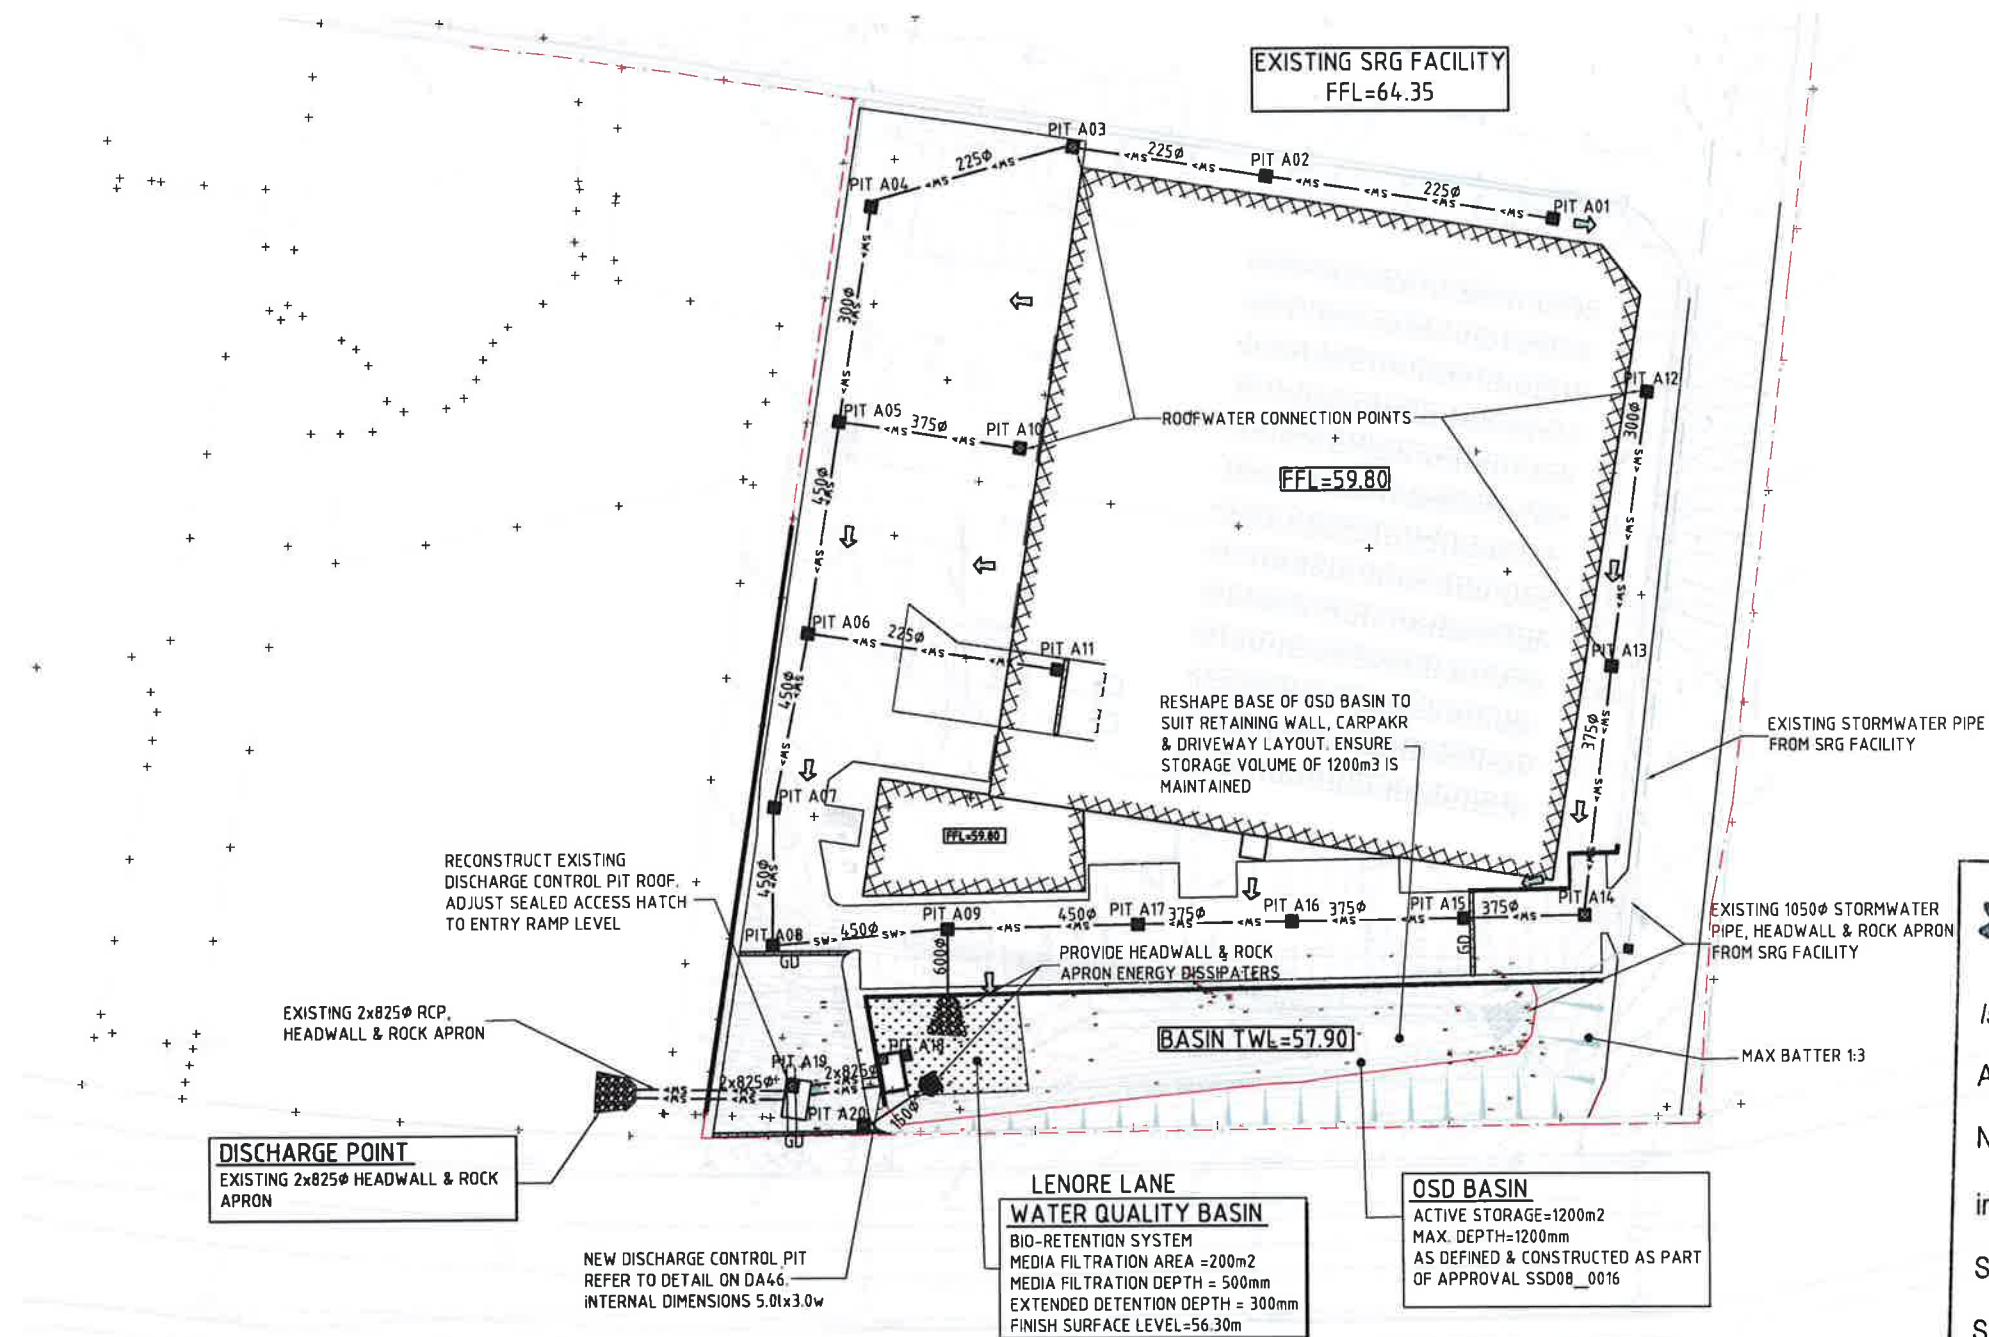 EXISTING SRG FACILITY
FFL=64.35
PIT A03
225ø
PIT A02
225ø
225ø
PIT A01
PIT A04
300ø
PIT A12
300ø
PIT A05
375ø
PIT A10
ROOFWATER CONNECTION POINTS
FFL=59.80
450ø
PIT A06
225ø
PIT A11
PIT A13
450ø
375ø
RESHAPE BASE OF OSD BASIN TO
SUIT RETAINING WALL, CARPAKR
& DRIVEWAY LAYOUT. ENSURE
STORAGE VOLUME OF 1200m3 IS
MAINTAINED
EXISTING STORMWATER PIPE
FROM SRG FACILITY
PIT A07
FFL=59.80
RECONSTRUCT EXISTING
DISCHARGE CONTROL PIT ROOF.
ADJUST SEALED ACCESS HATCH
TO ENTRY RAMP LEVEL
450ø
PIT A08
SW> 450ø SW>
PIT A09
450ø
PIT A17
375ø
PIT A16
375ø
PIT A15
375ø
PIT A14
GD
GD
600ø
EXISTING 1050ø STORMWATER
PIPE, HEADWALL & ROCK APRON
FROM SRG FACILITY
PROVIDE HEADWALL & ROCK
APRON ENERGY DISSIPATERS
EXISTING 2x825ø RCP,
HEADWALL & ROCK APRON
BASIN TWL=57.90
MAX BATTER 1:3
PIT A18
PIT A19
2x825ø
2x825ø
PIT A20
150ø
GD
DISCHARGE POINT
EXISTING 2x825ø HEADWALL & ROCK
APRON
LENORE LANE
WATER QUALITY BASIN
BIO-RETENTION SYSTEM
MEDIA FILTRATION AREA =200m2
MEDIA FILTRATION DEPTH = 500mm
EXTENDED DETENTION DEPTH = 300mm
FINISH SURFACE LEVEL=56.30m
OSD BASIN
ACTIVE STORAGE=1200m2
MAX. DEPTH=1200mm
AS DEFINED & CONSTRUCTED AS PART
OF APPROVAL SSD08_0016
NEW DISCHARGE CONTROL PIT
REFER TO DETAIL ON DA46.
INTERNAL DIMENSIONS 5.0lx3.0w